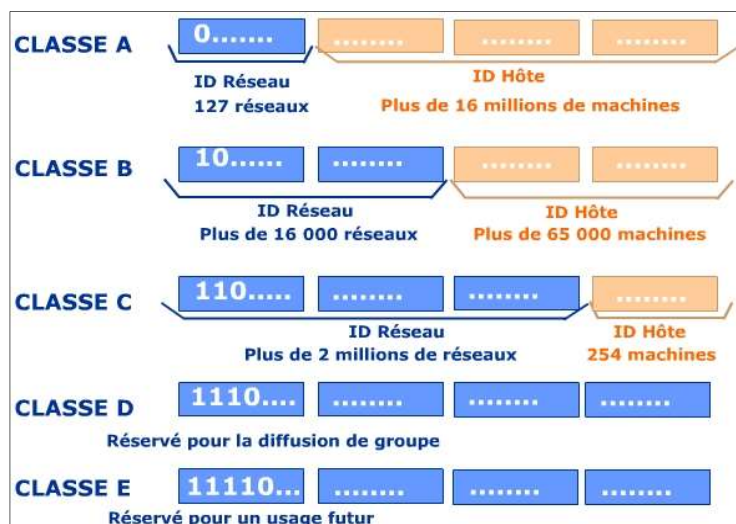 CLASSE A 0....... ........ ........ ........
ID Réseau ID Hôte
127 réseaux Plus de 16 millions de machines
CLASSE B 10...... ........ ........ ........
ID Réseau ID Hôte
Plus de 16 000 réseaux Plus de 65 000 machines
CLASSE C 110..... ........ ........ ........
ID Réseau ID Hôte
Plus de 2 millions de réseaux 254 machines
CLASSE D 1110.... ........ ........ ........
Réservé pour la diffusion de groupe
CLASSE E 11110... ........ ........ ........
Réservé pour un usage futur